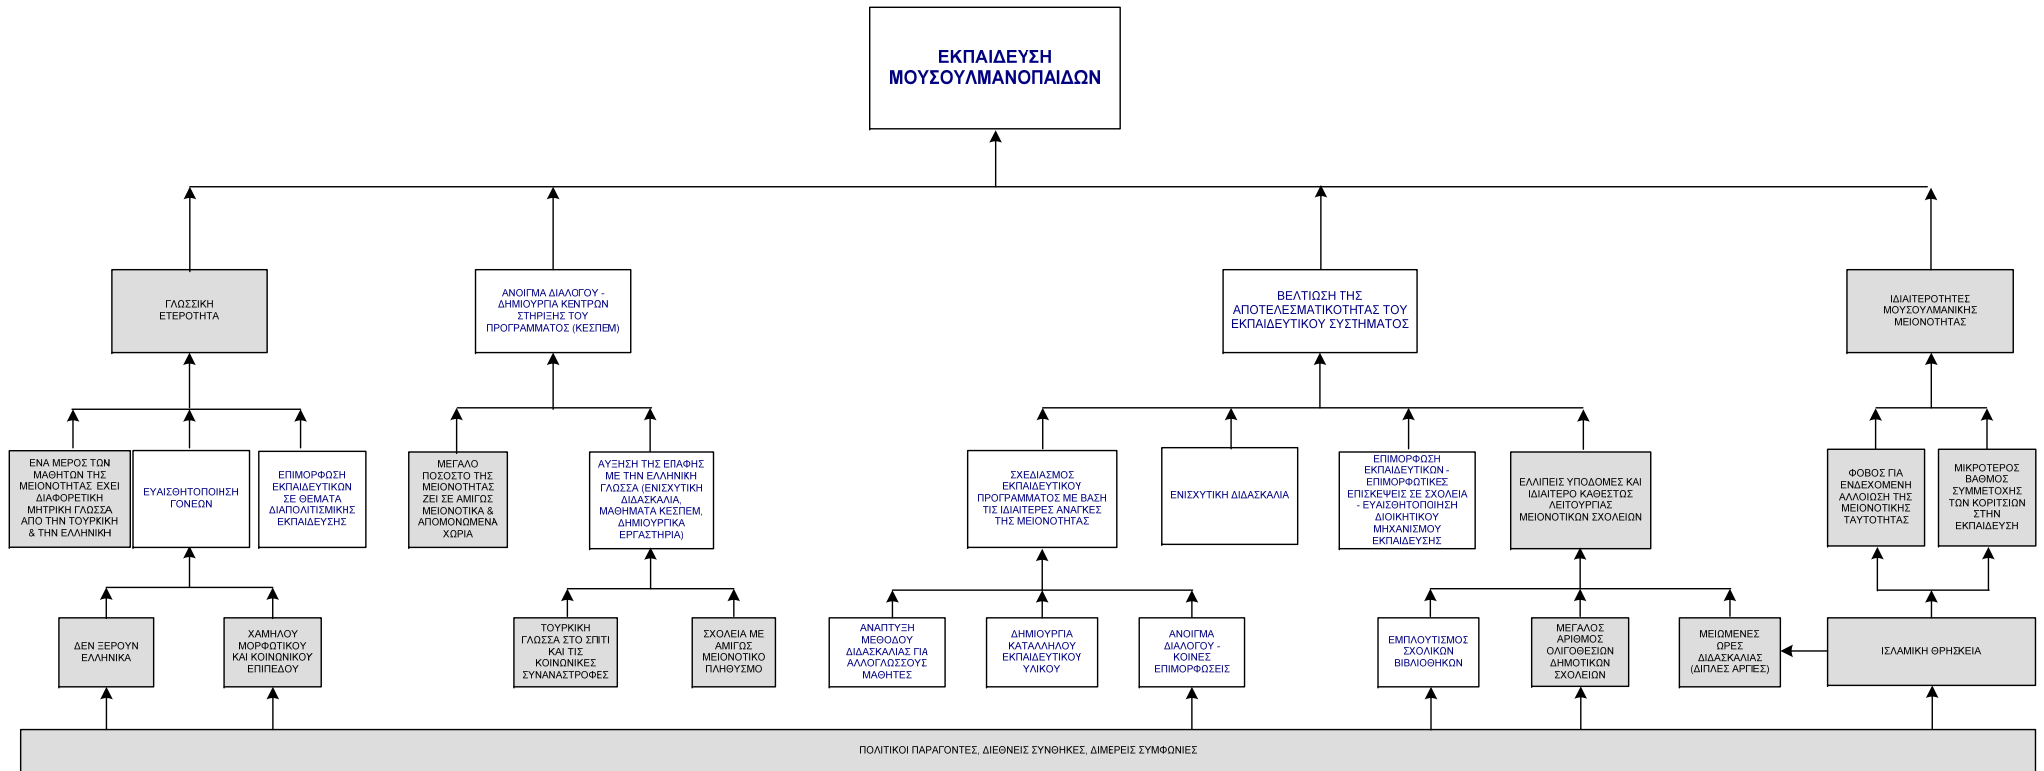 ΕΚΠΑΙΔΕΥΣΗ
ΜΟΥΣΟΥΛΜΑΝΟΠΑΙΔΩΝ
ΓΛΩΣΣΙΚΗ
ΕΤΕΡΟΤΗΤΑ
ΑΝΟΙΓΜΑ ΔΙΑΛΟΓΟΥ -
ΔΗΜΙΟΥΡΓΙΑ ΚΕΝΤΡΩΝ
ΣΤΗΡΙΞΗΣ ΤΟΥ
ΠΡΟΓΡΑΜΜΑΤΟΣ (ΚΕΣΠΕΜ)
ΒΕΛΤΙΩΣΗ ΤΗΣ
ΑΠΟΤΕΛΕΣΜΑΤΙΚΟΤΗΤΑΣ ΤΟΥ
ΕΚΠΑΙΔΕΥΤΙΚΟΥ ΣΥΣΤΗΜΑΤΟΣ
ΙΔΙΑΙΤΕΡΟΤΗΤΕΣ
ΜΟΥΣΟΥΛΜΑΝΙΚΗΣ
ΜΕΙΟΝΟΤΗΤΑΣ
ΕΝΑ ΜΕΡΟΣ ΤΩΝ
ΜΑΘΗΤΩΝ ΤΗΣ
ΜΕΙΟΝΟΤΗΤΑΣ ΕΧΕΙ
ΔΙΑΦΟΡΕΤΙΚΗ
ΜΗΤΡΙΚΗ ΓΛΩΣΣΑ
ΑΠΟ ΤΗΝ ΤΟΥΡΚΙΚΗ
& ΤΗΝ ΕΛΛΗΝΙΚΗ
ΕΥΑΙΣΘΗΤΟΠΟΙΗΣΗ
ΓΟΝΕΩΝ
ΕΠΙΜΟΡΦΩΣΗ
ΕΚΠΑΙΔΕΥΤΙΚΩΝ
ΣΕ ΘΕΜΑΤΑ
ΔΙΑΠΟΛΙΤΙΣΜΙΚΗΣ
ΕΚΠΑΙΔΕΥΣΗΣ
ΜΕΓΑΛΟ
ΠΟΣΟΣΤΟ ΤΗΣ
ΜΕΙΟΝΟΤΗΤΑΣ
ΖΕΙ ΣΕ ΑΜΙΓΩΣ
ΜΕΙΟΝΟΤΙΚΑ &
ΑΠΟΜΟΝΩΜΕΝΑ
ΧΩΡΙΑ
ΑΥΞΗΣΗ ΤΗΣ ΕΠΑΦΗΣ
ΜΕ ΤΗΝ ΕΛΛΗΝΙΚΗ
ΓΛΩΣΣΑ (ΕΝΙΣΧΥΤΙΚΗ
ΔΙΔΑΣΚΑΛΙΑ,
ΜΑΘΗΜΑΤΑ ΚΕΣΠΕΜ,
ΔΗΜΙΟΥΡΓΙΚΑ
ΕΡΓΑΣΤΗΡΙΑ)
ΣΧΕΔΙΑΣΜΟΣ
ΕΚΠΑΙΔΕΥΤΙΚΟΥ
ΠΡΟΓΡΑΜΜΑΤΟΣ ΜΕ ΒΑΣΗ
ΤΙΣ ΙΔΙΑΙΤΕΡΕΣ ΑΝΑΓΚΕΣ
ΤΗΣ ΜΕΙΟΝΟΤΗΤΑΣ
ΕΝΙΣΧΥΤΙΚΗ ΔΙΔΑΣΚΑΛΙΑ
ΕΠΙΜΟΡΦΩΣΗ
ΕΚΠΑΙΔΕΥΤΙΚΩΝ -
ΕΠΙΜΟΡΦΩΤΙΚΕΣ
ΕΠΙΣΚΕΨΕΙΣ ΣΕ ΣΧΟΛΕΙΑ
- ΕΥΑΙΣΘΗΤΟΠΟΙΗΣΗ
ΔΙΟΙΚΗΤΙΚΟΥ
ΜΗΧΑΝΙΣΜΟΥ
ΕΚΠΑΙΔΕΥΣΗΣ
ΕΛΛΙΠΕΙΣ ΥΠΟΔΟΜΕΣ ΚΑΙ
ΙΔΙΑΙΤΕΡΟ ΚΑΘΕΣΤΩΣ
ΛΕΙΤΟΥΡΓΙΑΣ
ΜΕΙΟΝΟΤΙΚΩΝ ΣΧΟΛΕΙΩΝ
ΦΟΒΟΣ ΓΙΑ
ΕΝΔΕΧΟΜΕΝΗ
ΑΛΛΟΙΩΣΗ ΤΗΣ
ΜΕΙΟΝΟΤΙΚΗΣ
ΤΑΥΤΟΤΗΤΑΣ
ΜΙΚΡΟΤΕΡΟΣ
ΒΑΘΜΟΣ
ΣΥΜΜΕΤΟΧΗΣ
ΤΩΝ ΚΟΡΙΤΣΙΩΝ
ΣΤΗΝ
ΕΚΠΑΙΔΕΥΣΗ
ΔΕΝ ΞΕΡΟΥΝ
ΕΛΛΗΝΙΚΑ
ΧΑΜΗΛΟΥ
ΜΟΡΦΩΤΙΚΟΥ
ΚΑΙ ΚΟΙΝΩΝΙΚΟΥ
ΕΠΙΠΕΔΟΥ
ΤΟΥΡΚΙΚΗ
ΓΛΩΣΣΑ ΣΤΟ ΣΠΙΤΙ
ΚΑΙ ΤΙΣ
ΚΟΙΝΩΝΙΚΕΣ
ΣΥΝΑΝΑΣΤΡΟΦΕΣ
ΣΧΟΛΕΙΑ ΜΕ
ΑΜΙΓΩΣ
ΜΕΙΟΝΟΤΙΚΟ
ΠΛΗΘΥΣΜΟ
ΑΝΑΠΤΥΞΗ
ΜΕΘΟΔΟΥ
ΔΙΔΑΣΚΑΛΙΑΣ ΓΙΑ
ΑΛΛΟΓΛΩΣΣΟΥΣ
ΜΑΘΗΤΕΣ
ΔΗΜΙΟΥΡΓΙΑ
ΚΑΤΑΛΛΗΛΟΥ
ΕΚΠΑΙΔΕΥΤΙΚΟΥ
ΥΛΙΚΟΥ
ΑΝΟΙΓΜΑ
ΔΙΑΛΟΓΟΥ -
ΚΟΙΝΕΣ
ΕΠΙΜΟΡΦΩΣΕΙΣ
ΕΜΠΛΟΥΤΙΣΜΟΣ
ΣΧΟΛΙΚΩΝ
ΒΙΒΛΙΟΘΗΚΩΝ
ΜΕΓΑΛΟΣ
ΑΡΙΘΜΟΣ
ΟΛΙΓΟΘΕΣΙΩΝ
ΔΗΜΟΤΙΚΩΝ
ΣΧΟΛΕΙΩΝ
ΜΕΙΩΜΕΝΕΣ
ΩΡΕΣ
ΔΙΔΑΣΚΑΛΙΑΣ
(ΔΙΠΛΕΣ ΑΡΓΙΕΣ)
ΙΣΛΑΜΙΚΗ ΘΡΗΣΚΕΙΑ
ΠΟΛΙΤΙΚΟΙ ΠΑΡΑΓΟΝΤΕΣ, ΔΙΕΘΝΕΙΣ ΣΥΝΘΗΚΕΣ, ΔΙΜΕΡΕΙΣ ΣΥΜΦΩΝΙΕΣ